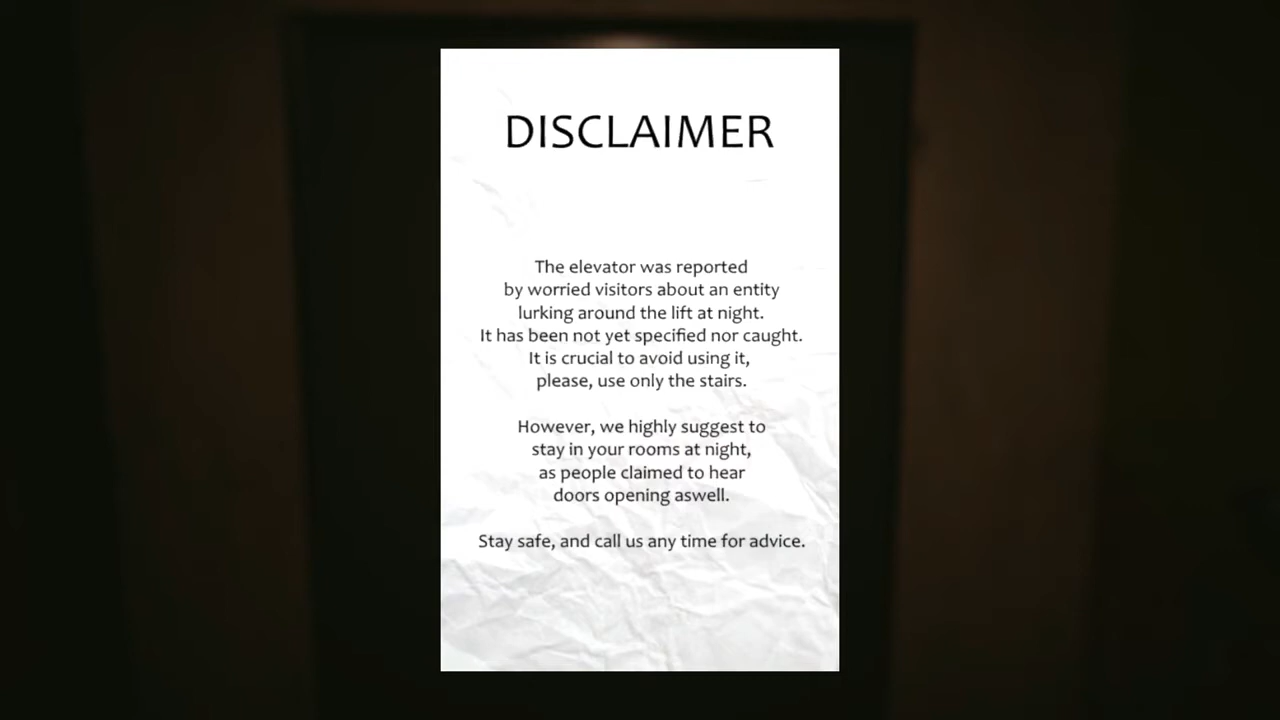 DISCLAIMER
The elevator was reported
by worried visitors about an entity
lurking around the lift at night.
It has been not yet specified nor caught.
It is crucial to avoid using it,
please, use only the stairs.
However, we highly suggest to
stay in your rooms at night,
as people claimed to hear
doors opening aswell.
Stay safe, and call us any time for advice.